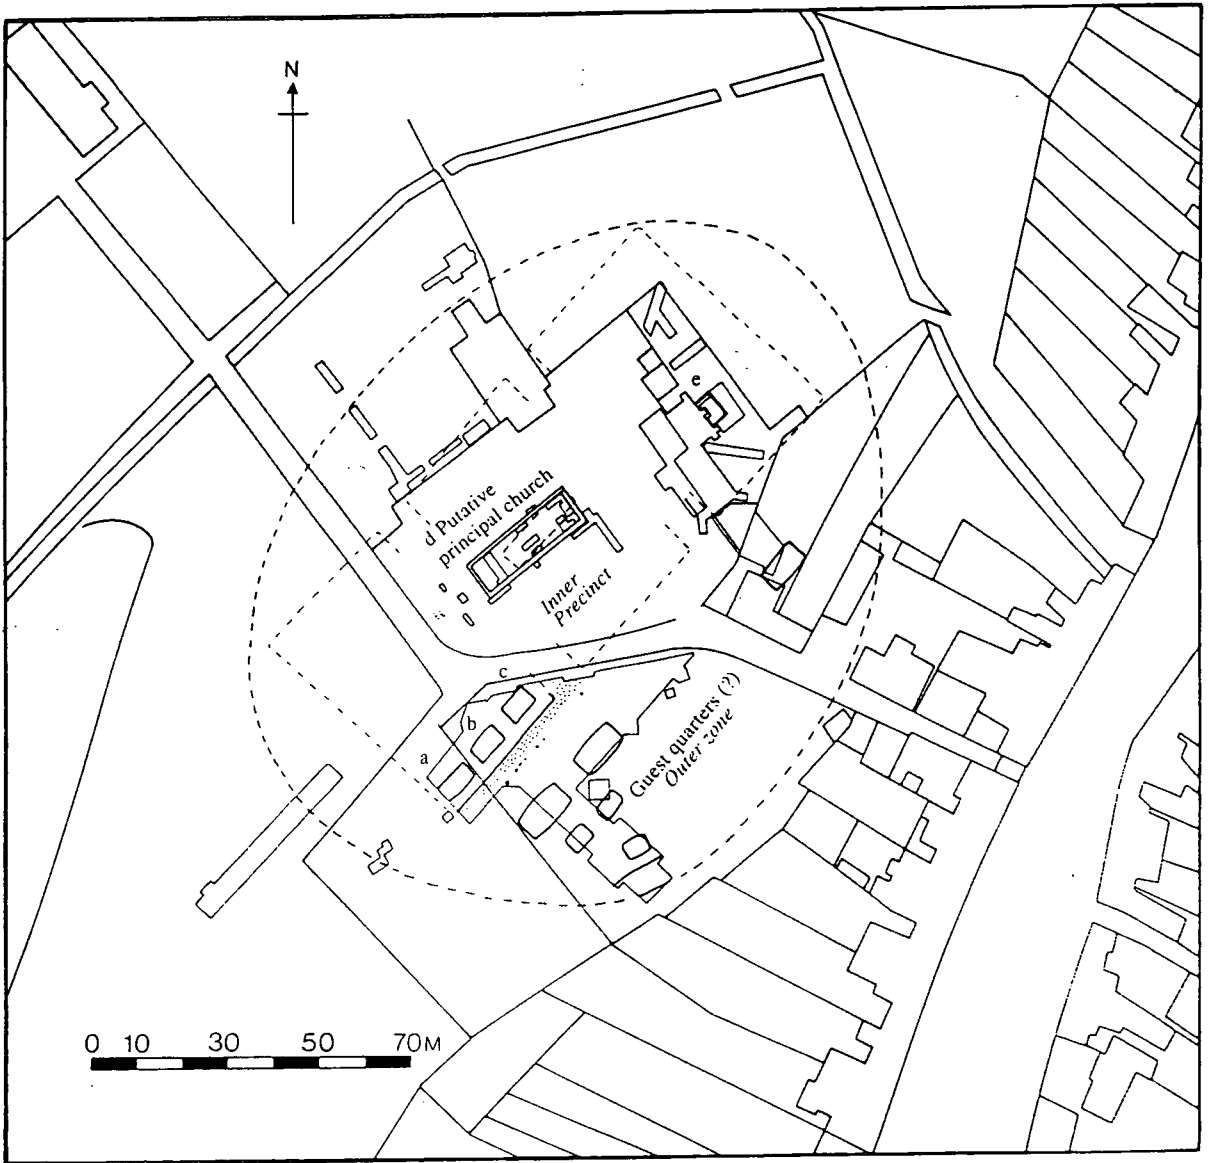 N
e
d Putative
principal church
Inner
Precinct
c
b
a
Guest quarters (?)
Outer zone
0 10 30 50 70M